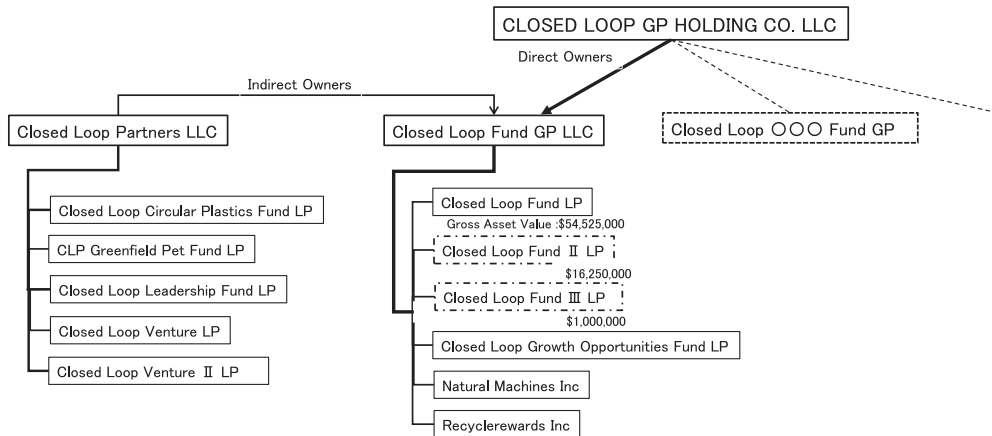 CLOSED LOOP GP HOLDING CO. LLC
Direct Owners
Indirect Owners
Closed Loop Partners LLC
Closed Loop Fund GP LLC
Closed Loop 〇〇〇 Fund GP
Closed Loop Circular Plastics Fund LP
CLP Greenfield Pet Fund LP
Closed Loop Leadership Fund LP
Closed Loop Venture LP
Closed Loop Venture Ⅱ LP
Closed Loop Fund LP
Gross Asset Value :$54,525,000
Closed Loop Fund Ⅱ LP
$16,250,000
Closed Loop Fund Ⅲ LP
$1,000,000
Closed Loop Growth Opportunities Fund LP
Natural Machines Inc
Recyclerewards Inc